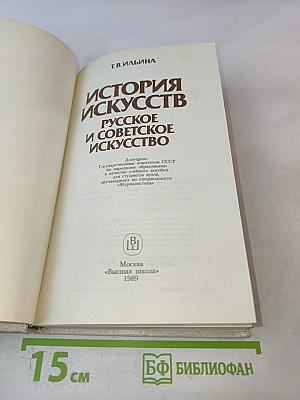 Т. В. ИЛЬИНА
ИСТОРИЯ
ИСКУССТВ
РУССКОЕ
И СОВЕТСКОЕ
ИСКУССТВО
Допущено
Государственным комитетом СССР
по народному образованию
в качестве учебного пособия
для студентов вузов,
обучающихся по специальности
«Журналистика»
Москва
«Высшая школа»
1989
15 см
БФ БИБЛИОФАН